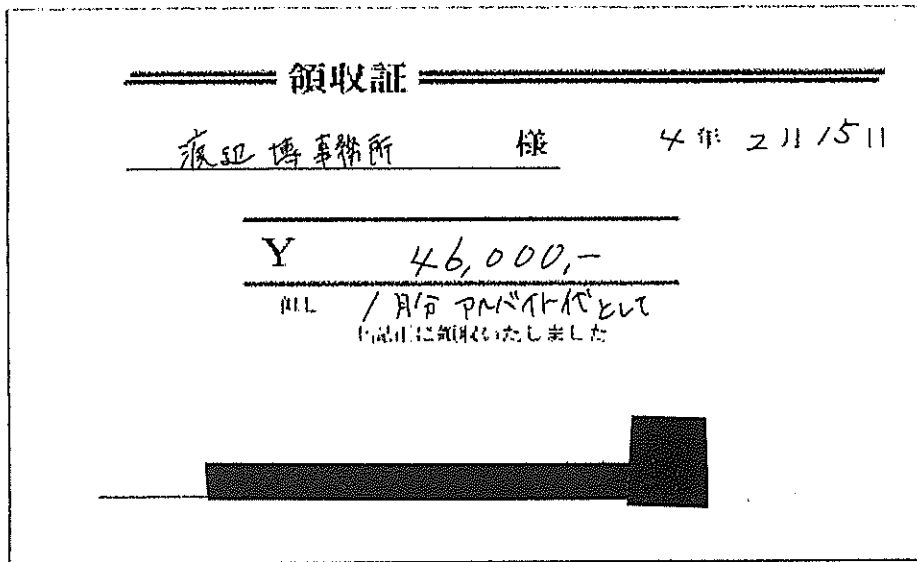 領収証
渡辺博事務所 様 4年2月15日
¥ 46,000,-
但し 1月分アルバイト代として
上記正に領収いたしました